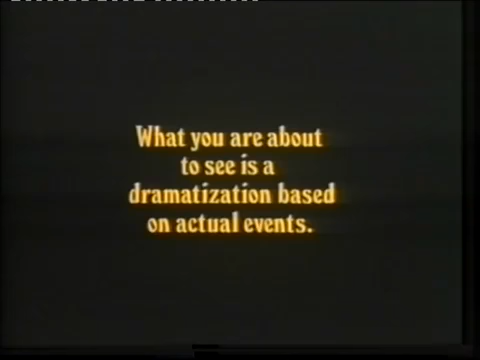 What you are about
to see is a
dramatization based
on actual events.